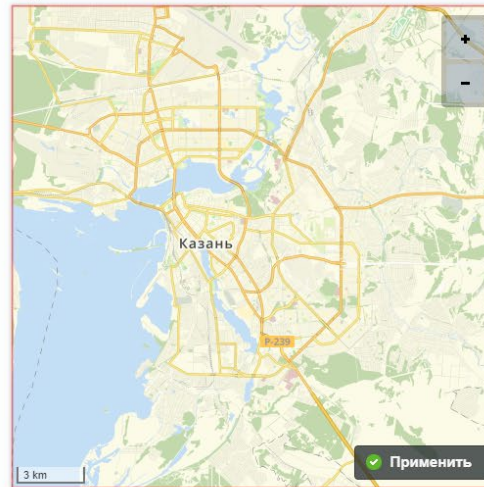 +
-
Казань
Р-239
3 km
Применить